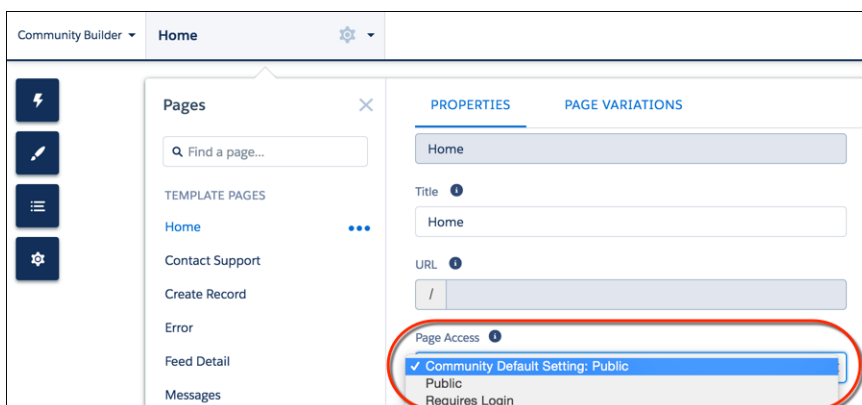 Community Builder
Home
Pages
Find a page...
TEMPLATE PAGES
Home
Contact Support
Create Record
Error
Feed Detail
Messages
PROPERTIES
PAGE VARIATIONS
Home
Title
Home
URL
/
Page Access
Community Default Setting: Public
Public
Requires Login